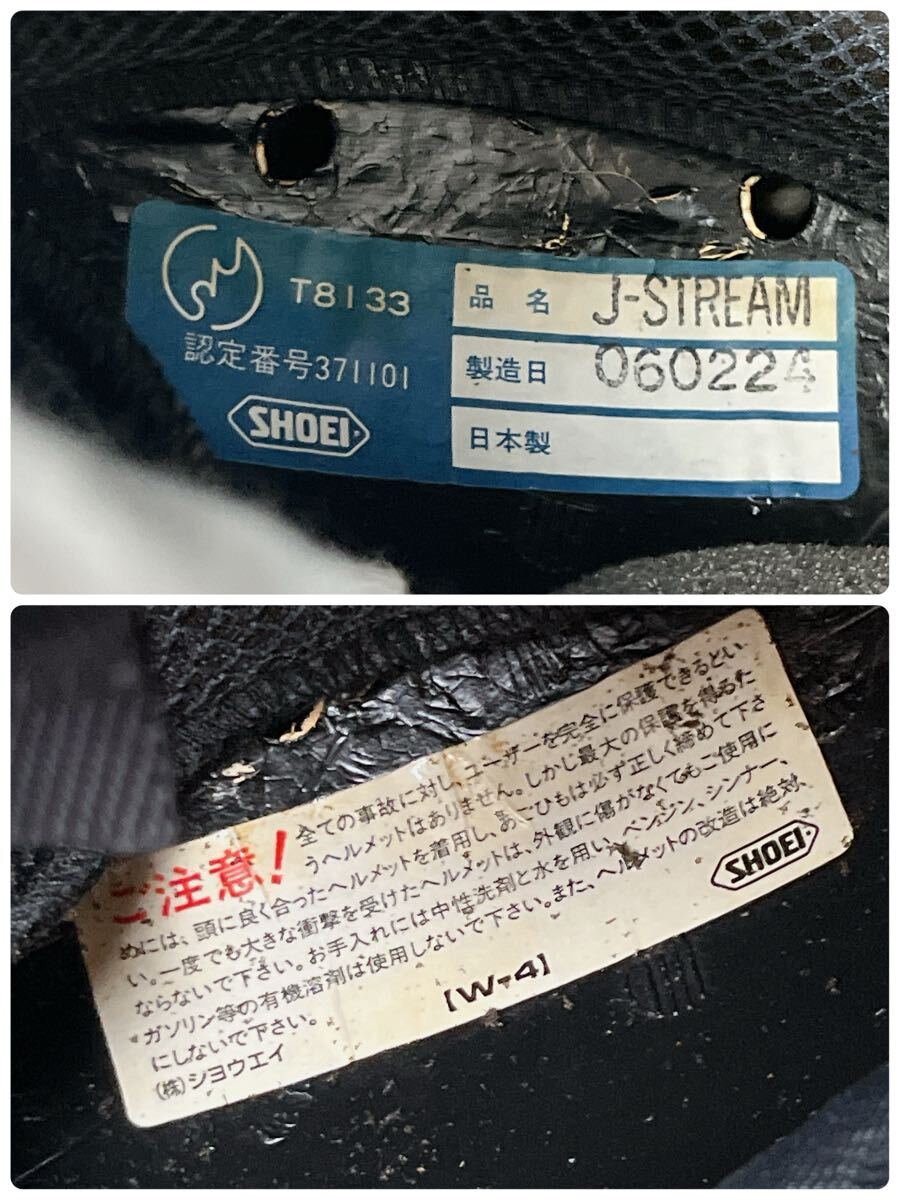 T8133
認定番号371101
SHOEI
品名 J-STREAM
製造日 060224
日本製
ご注意!
全ての事故に対し、ユーザーを完全に保護できるとい
うヘルメットはありません。しかし最大の保護を得るた
めには、頭に良く合ったヘルメットを着用し、あごひもは必ず正しく締めて下さ
い。一度でも大きな衝撃を受けたヘルメットは、外観に傷がなくてもご使用に
ならないで下さい。お手入れには中性洗剤と水を用い、ベンジン、シンナー、
ガソリン等の有機溶剤は使用しないで下さい。また、ヘルメットの改造は絶対、
にしないで下さい。
(株)シヨウエイ
[W-4]
SHOEI